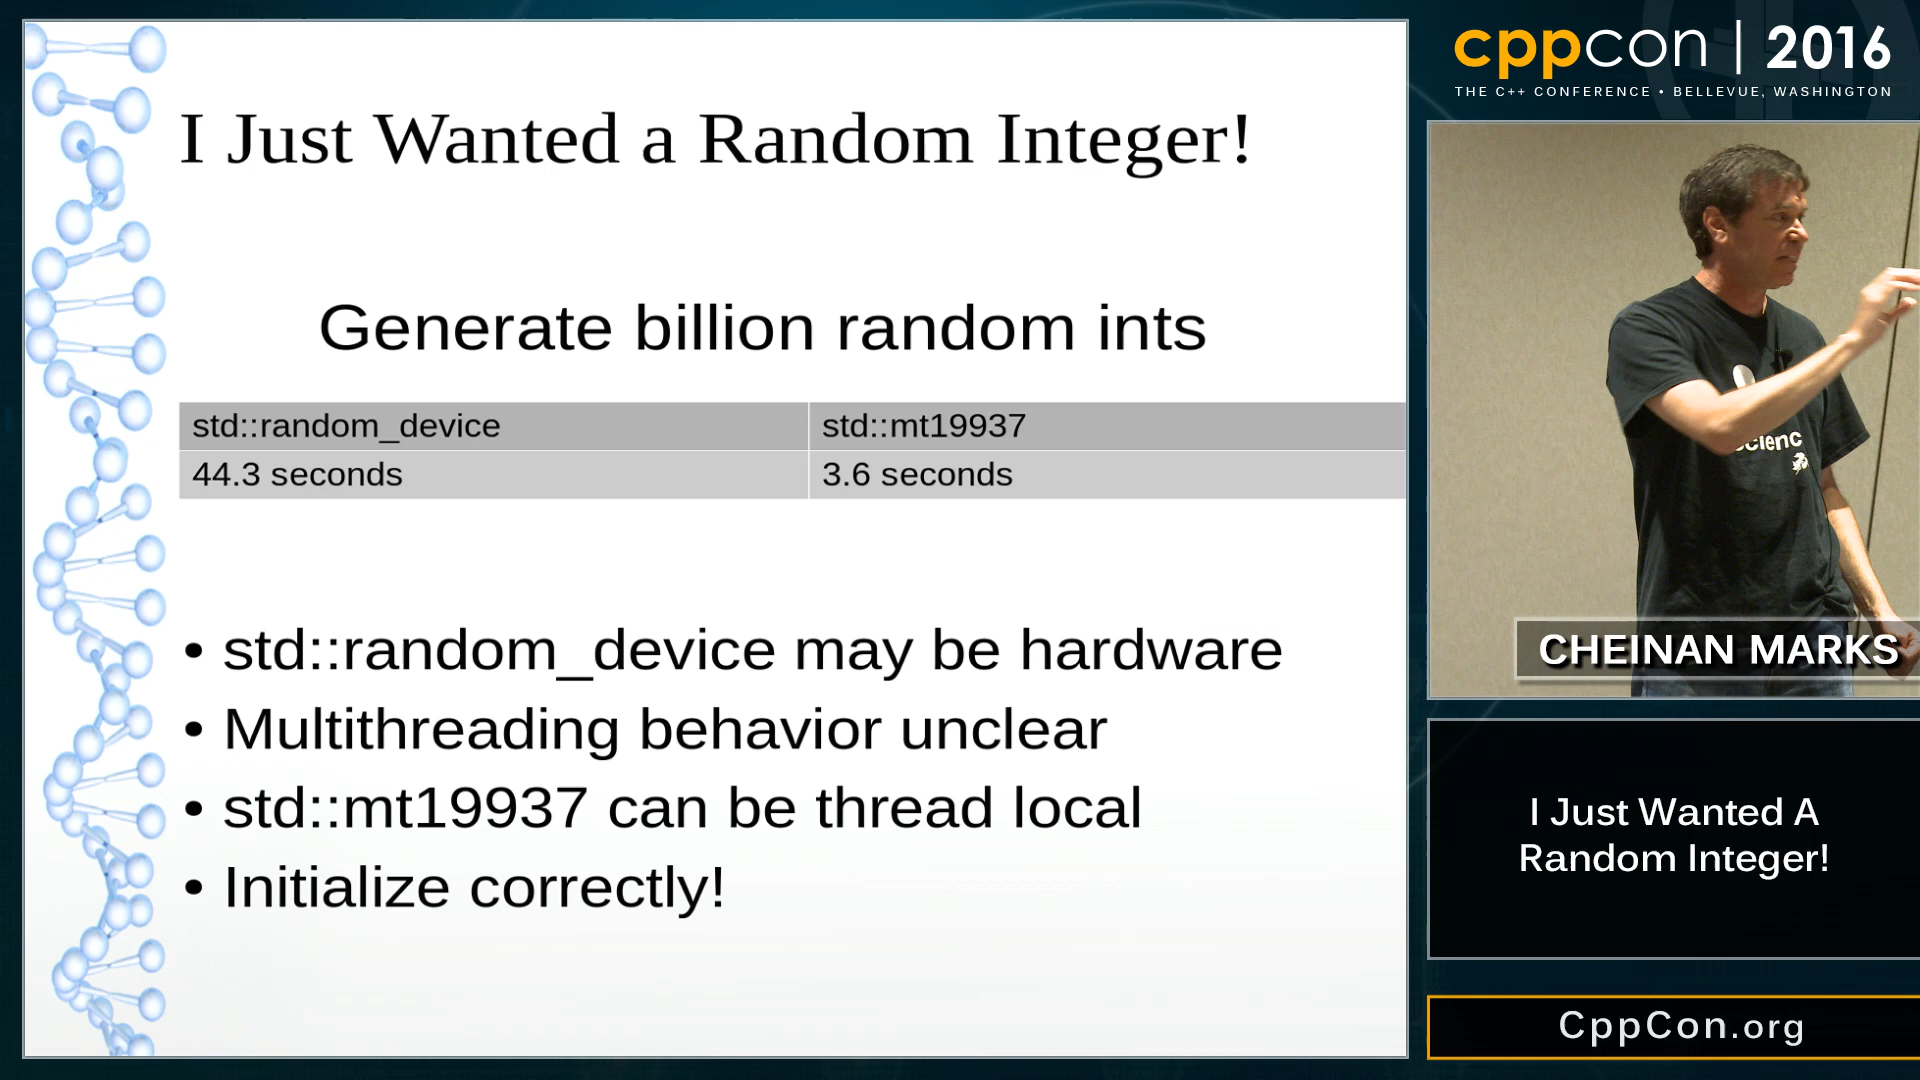 I Just Wanted a Random Integer!
Generate billion random ints
std::random_device std::mt19937
44.3 seconds 3.6 seconds
• std::random_device may be hardware
• Multithreading behavior unclear
• std::mt19937 can be thread local
• Initialize correctly!
cppcon | 2016
THE C++ CONFERENCE • BELLEVUE, WASHINGTON
scienc
CHEINAN MARKS
I Just Wanted A
Random Integer!
CppCon.org